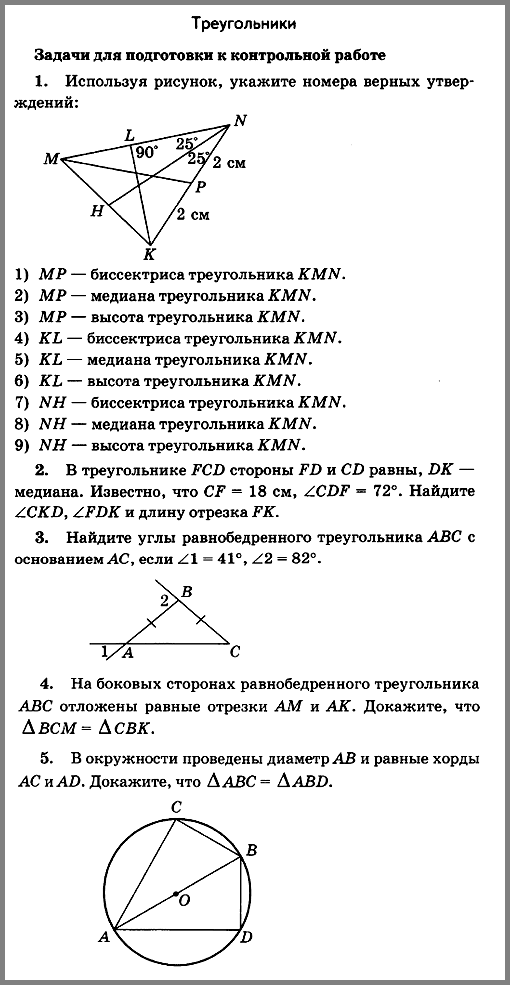 Треугольники
Задачи для подготовки к контрольной работе
1. Используя рисунок, укажите номера верных утвер-
ждений:
N
L
90°
25°
M
25°
2 см
P
H
2 см
K
1) MP — биссектриса треугольника KMN.
2) MP — медиана треугольника KMN.
3) MP — высота треугольника KMN.
4) KL — биссектриса треугольника KMN.
5) KL — медиана треугольника KMN.
6) KL — высота треугольника KMN.
7) NH — биссектриса треугольника KMN.
8) NH — медиана треугольника KMN.
9) NH — высота треугольника KMN.
2. В треугольнике FCD стороны FD и CD равны, DK —
медиана. Известно, что CF = 18 см, ∠CDF = 72°. Найдите
∠CKD, ∠FDK и длину отрезка FK.
3. Найдите углы равнобедренного треугольника ABC с
основанием AC, если ∠1 = 41°, ∠2 = 82°.
2
B
1
A
C
4. На боковых сторонах равнобедренного треугольника
ABC отложены равные отрезки AM и AK. Докажите, что
△BCM = △CBK.
5. В окружности проведены диаметр AB и равные хорды
AC и AD. Докажите, что △ABC = △ABD.
C
B
O
A
D